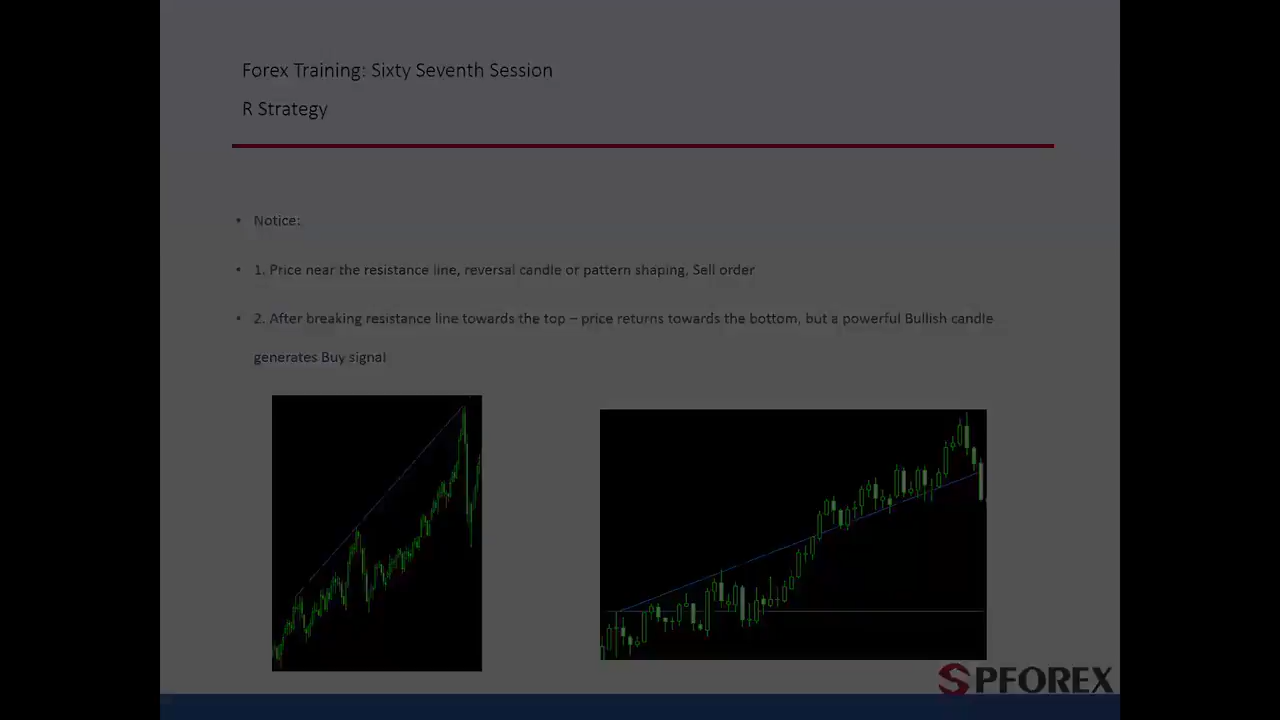 Forex Training: Sixty Seventh Session
R Strategy
• Notice:
• 1. Price near the resistance line, reversal candle or pattern shaping, Sell order
• 2. After breaking resistance line towards the top – price returns towards the bottom, but a powerful Bullish candle
generates Buy signal
SPFOREX